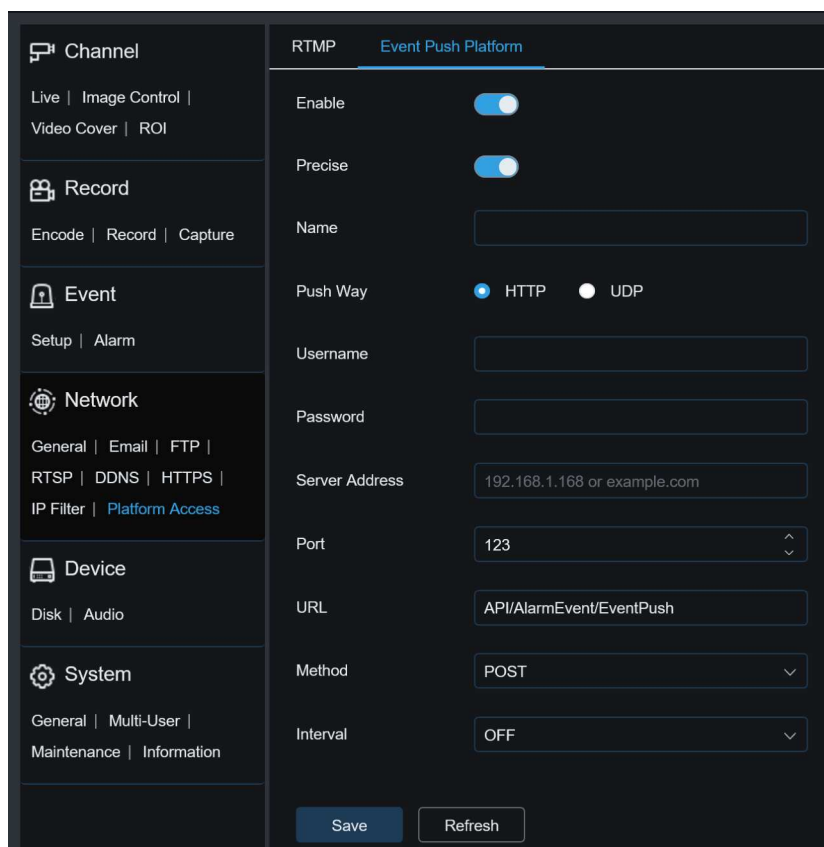 Channel
Live | Image Control |
Video Cover | ROI
Record
Encode | Record | Capture
Event
Setup | Alarm
Network
General | Email | FTP |
RTSP | DDNS | HTTPS |
IP Filter | Platform Access
Device
Disk | Audio
System
General | Multi-User |
Maintenance | Information
RTMP Event Push Platform
Enable
Precise
Name
Push Way HTTP UDP
Username
Password
Server Address 192.168.1.168 or example.com
Port 123
URL API/AlarmEvent/EventPush
Method POST
Interval OFF
Save Refresh